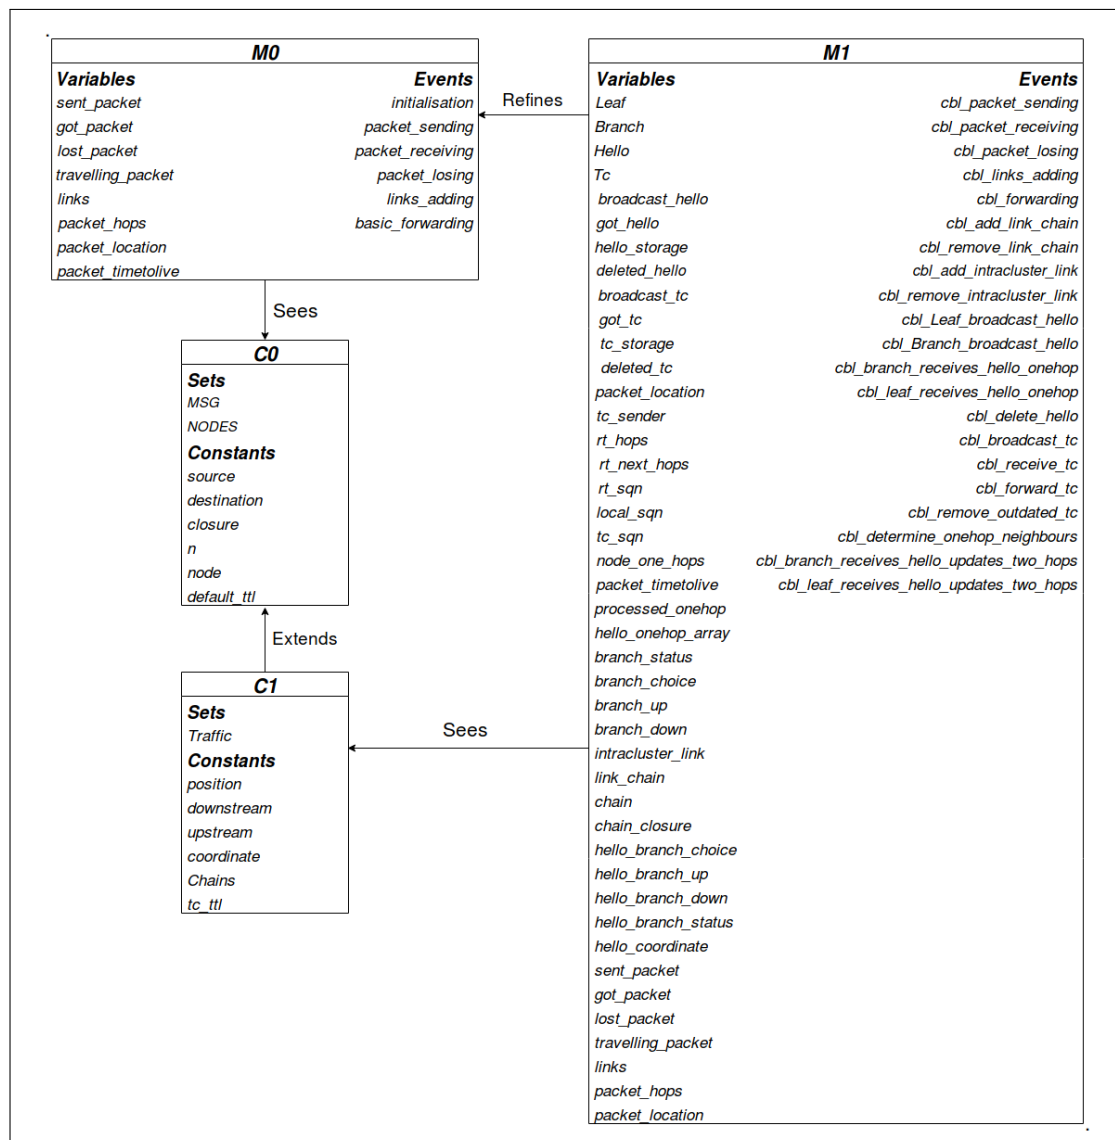 M0
Variables Events
sent_packet initialisation
got_packet packet_sending
lost_packet packet_receiving
travelling_packet packet_losing
links links_adding
packet_hops basic_forwarding
packet_location
packet_timetolive
Refines
Sees
C0
Sets
MSG
NODES
Constants
source
destination
closure
n
node
default_ttl
Extends
C1
Sets
Traffic
Constants
position
downstream
upstream
coordinate
Chains
tc_ttl
Sees
M1
Variables Events
Leaf cbl_packet_sending
Branch cbl_packet_receiving
Hello cbl_packet_losing
Tc cbl_links_adding
broadcast_hello cbl_forwarding
got_hello cbl_add_link_chain
hello_storage cbl_remove_link_chain
deleted_hello cbl_add_intracluster_link
broadcast_tc cbl_remove_intracluster_link
got_tc cbl_Leaf_broadcast_hello
tc_storage cbl_Branch_broadcast_hello
deleted_tc cbl_branch_receives_hello_onehop
packet_location cbl_leaf_receives_hello_onehop
tc_sender cbl_delete_hello
rt_hops cbl_broadcast_tc
rt_next_hops cbl_receive_tc
rt_sqn cbl_forward_tc
local_sqn cbl_remove_outdated_tc
tc_sqn cbl_determine_onehop_neighbours
node_one_hops cbl_branch_receives_hello_updates_two_hops
packet_timetolive cbl_leaf_receives_hello_updates_two_hops
processed_onehop
hello_onehop_array
branch_status
branch_choice
branch_up
branch_down
intracluster_link
link_chain
chain
chain_closure
hello_branch_choice
hello_branch_up
hello_branch_down
hello_branch_status
hello_coordinate
sent_packet
got_packet
lost_packet
travelling_packet
links
packet_hops
packet_location